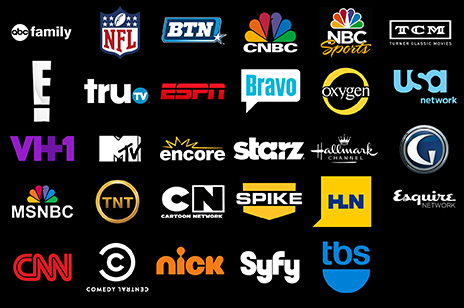 abc family
NFL
BTN
CNBC
NBC
Sports
TCM
TURNER CLASSIC MOVIES
E!
truTV
ESPN
Bravo
oxygen
usa
network
VH1
MTV
encore
starz
Hallmark
CHANNEL
G
MSNBC
TNT
CN
CARTOON NETWORK
SPIKE
HLN
Esquire
NETWORK
CNN
C
CENTRAL COMEDY
nick
Syfy
tbs